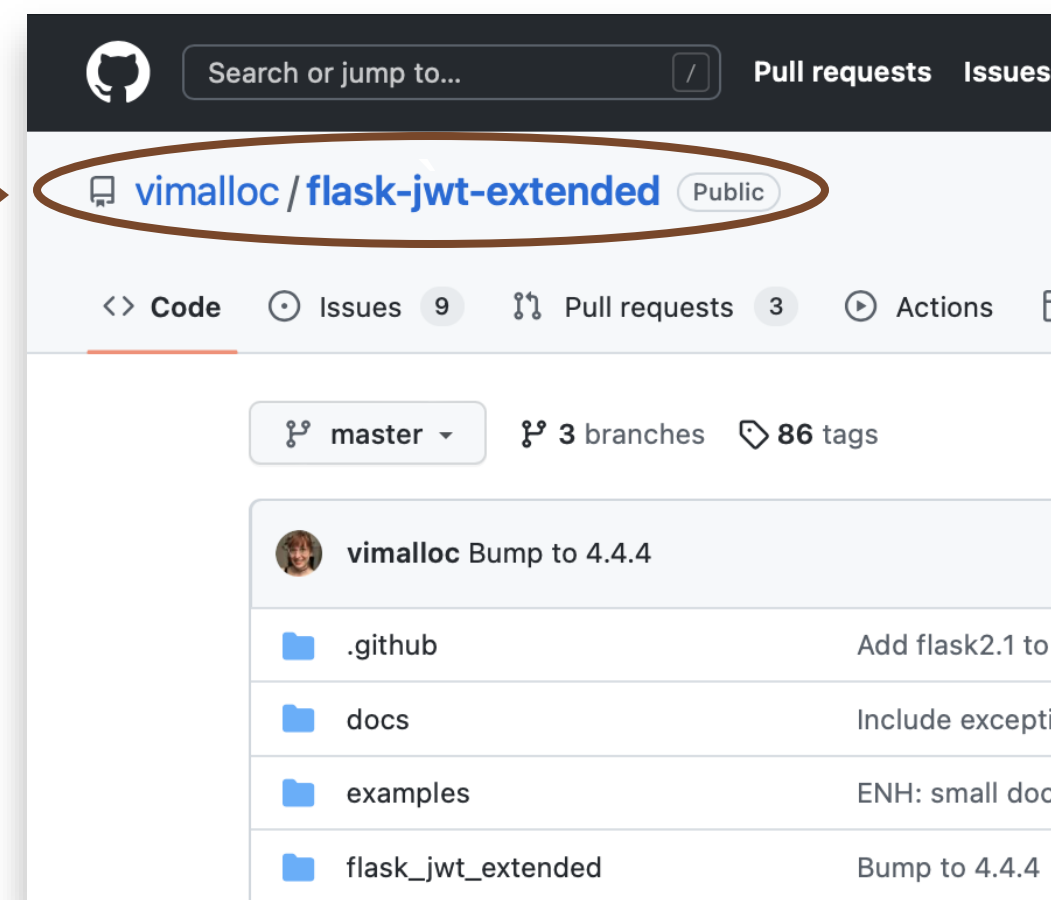 Search or jump to... / Pull requests Issues
vimalloc / flask-jwt-extended Public
Code Issues 9 Pull requests 3 Actions
master 3 branches 86 tags
vimalloc Bump to 4.4.4
.github Add flask2.1 to
docs Include excepti
examples ENH: small doc
flask_jwt_extended Bump to 4.4.4